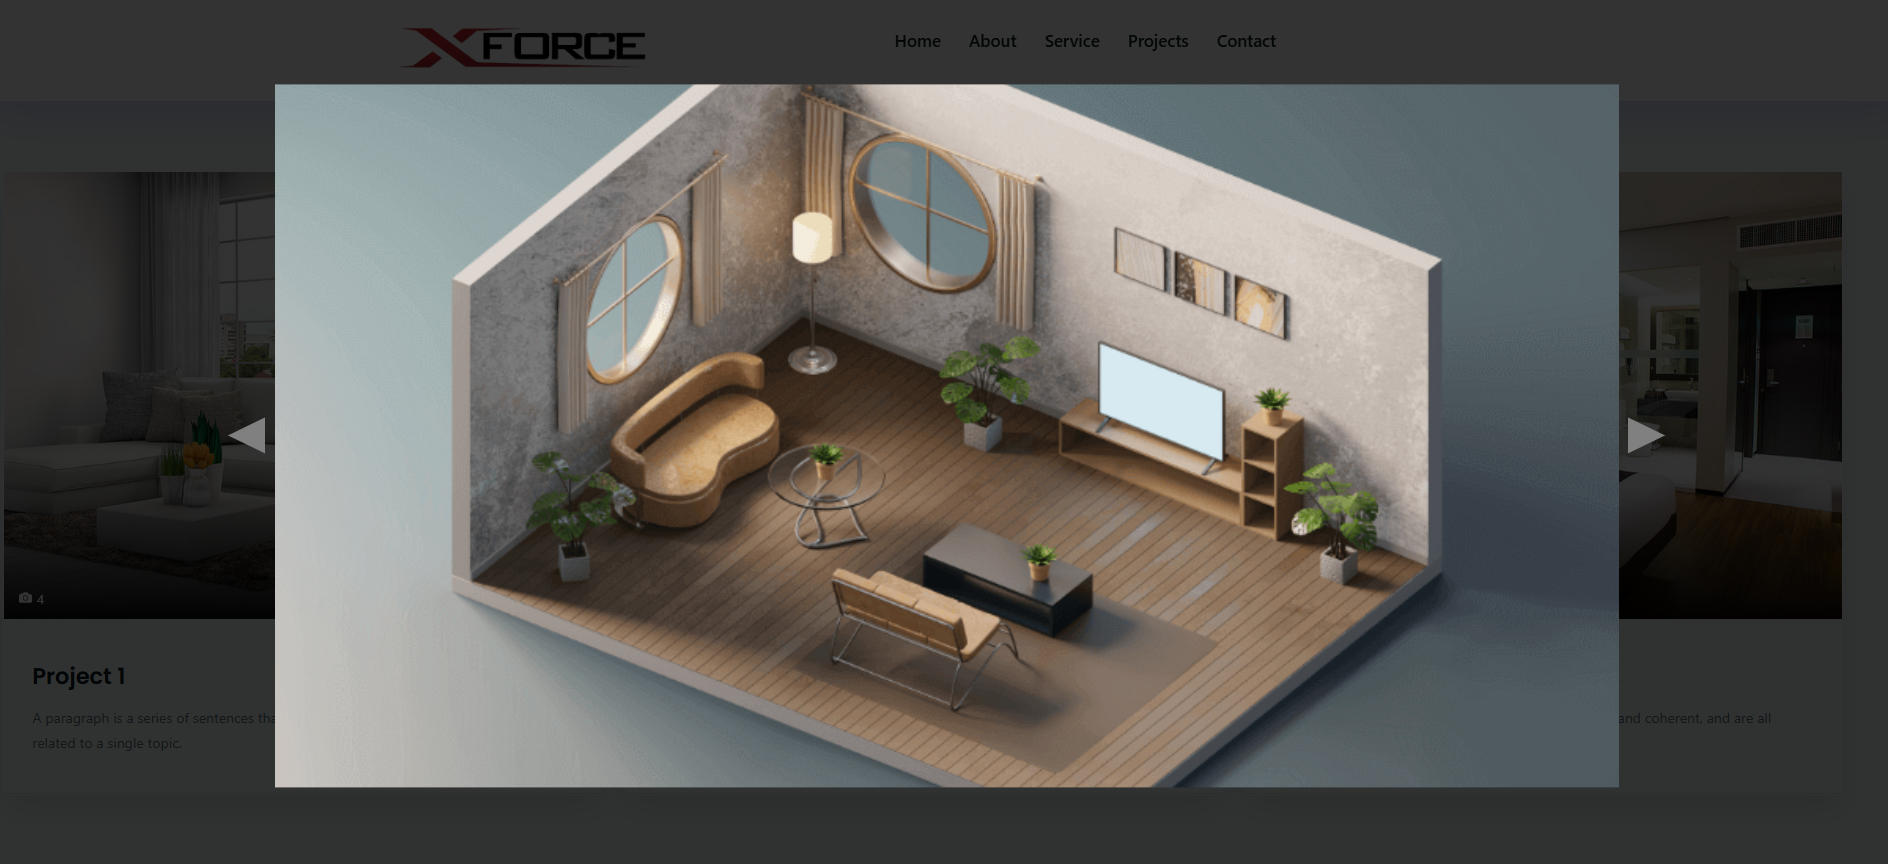 XFORCE
Home About Service Projects Contact
4
Project 1
A paragraph is a series of sentences tha
related to a single topic.
and coherent, and are all